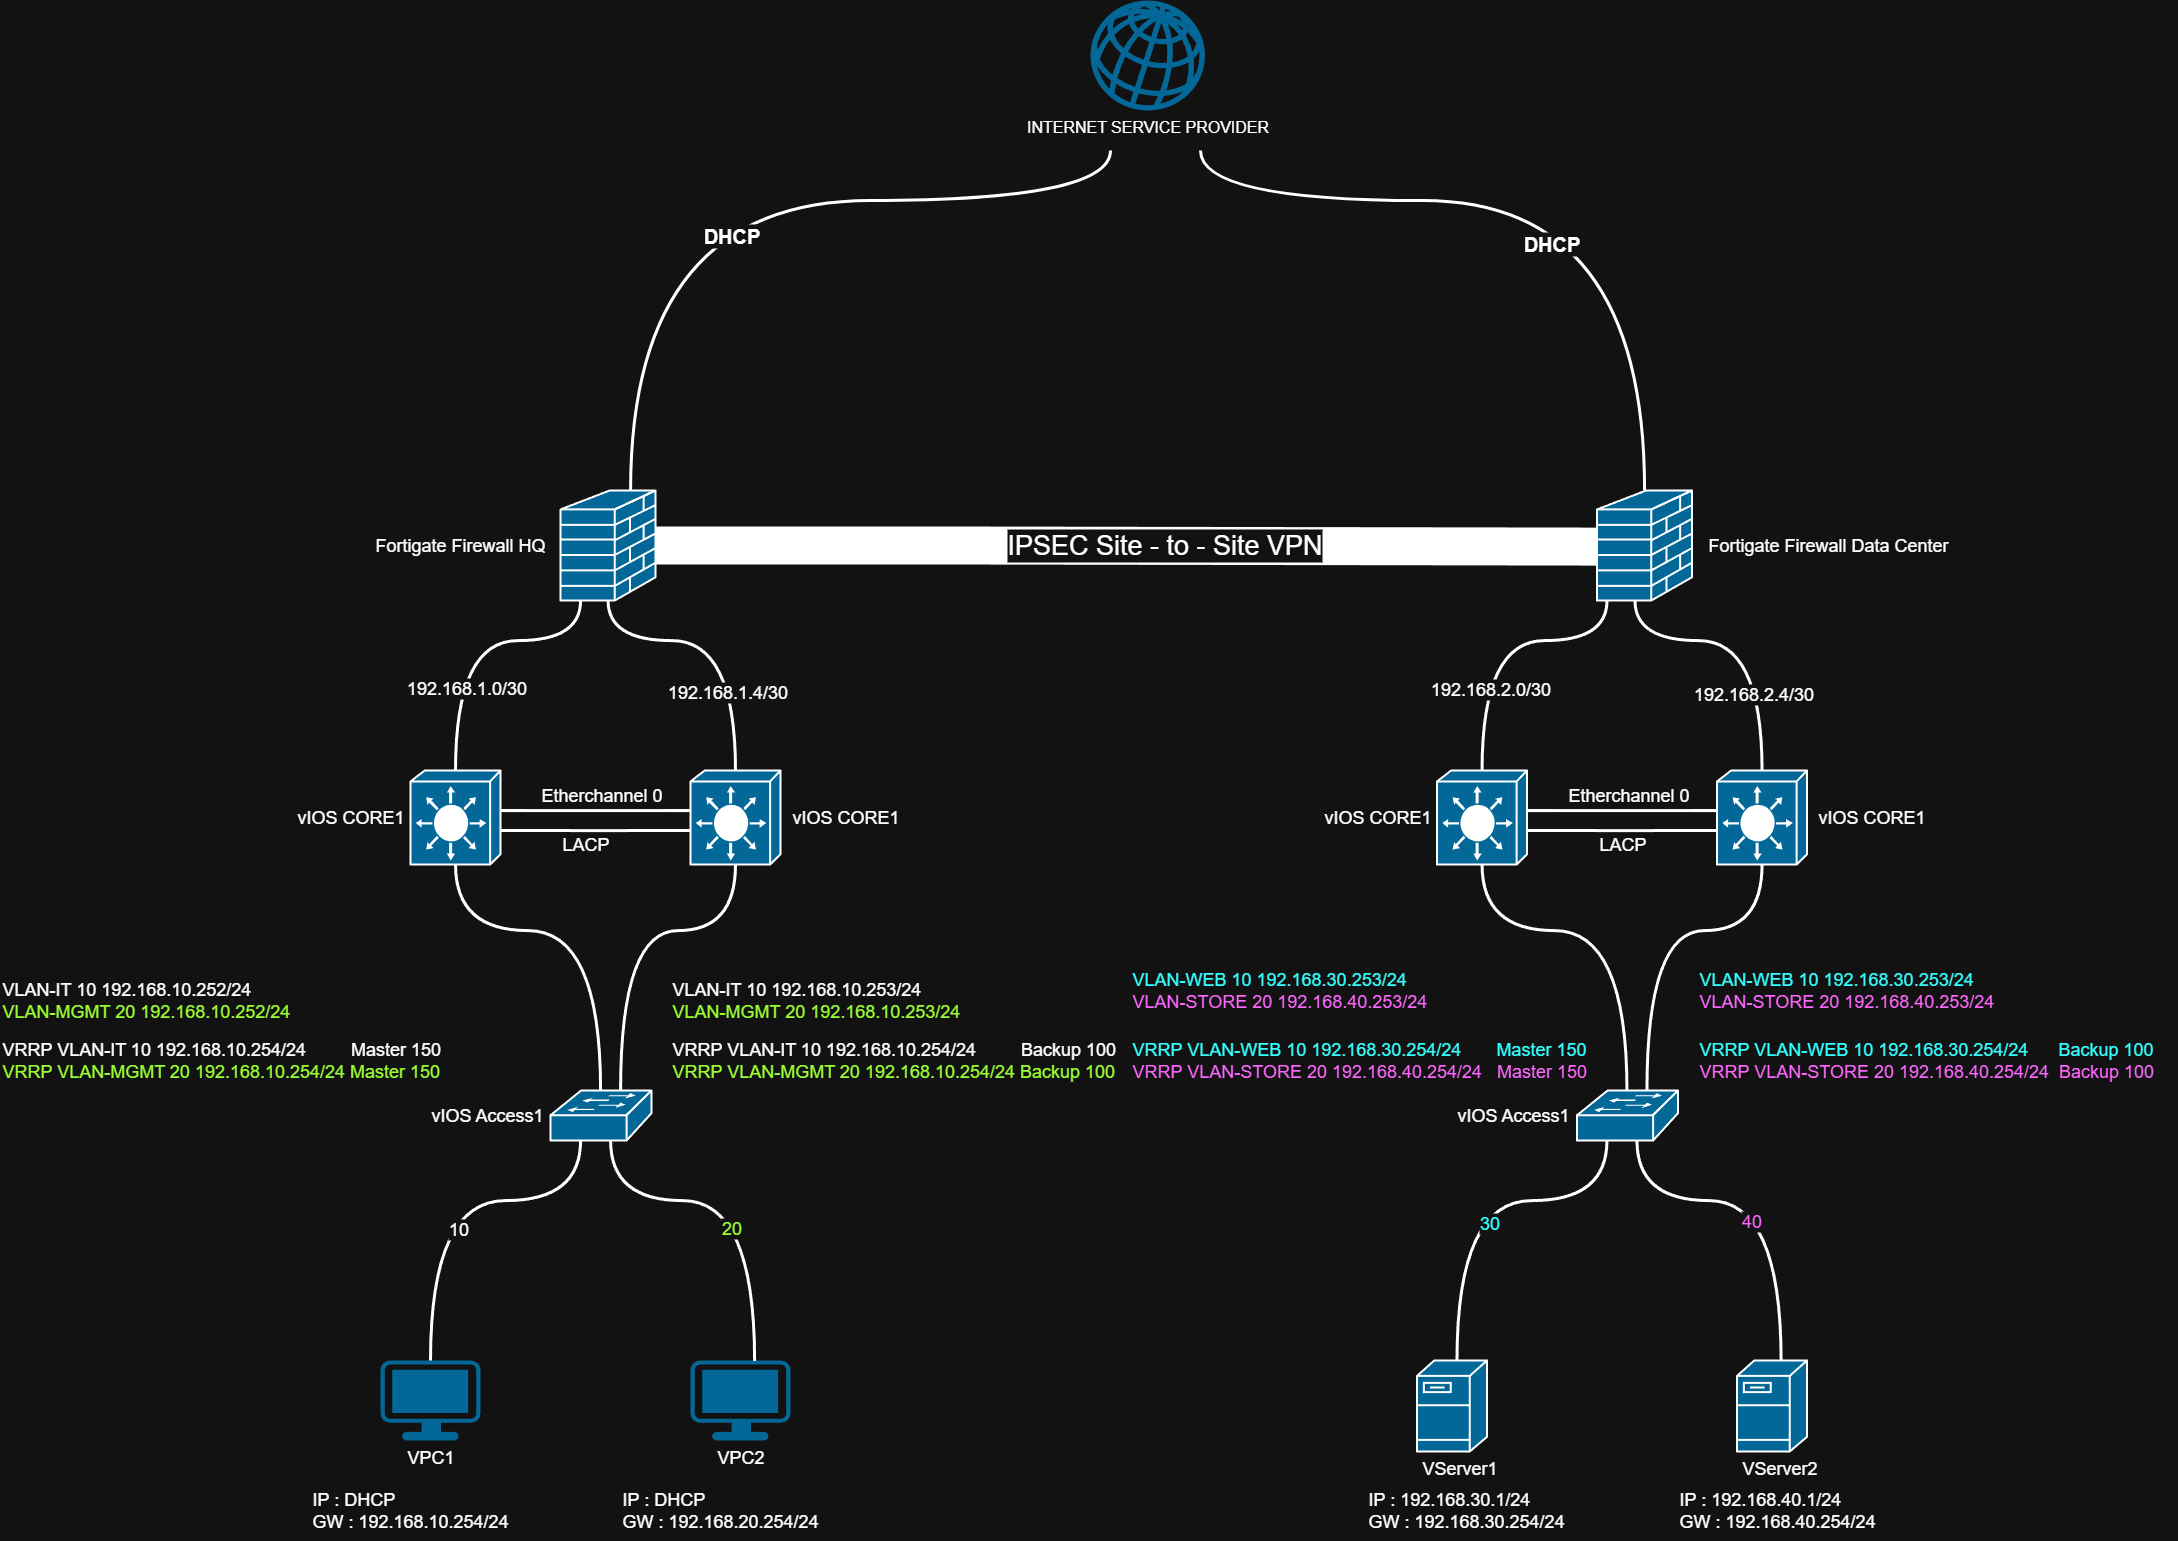 INTERNET SERVICE PROVIDER
DHCP
DHCP
Fortigate Firewall HQ
IPSEC Site - to - Site VPN
Fortigate Firewall Data Center
192.168.1.0/30
192.168.1.4/30
192.168.2.0/30
192.168.2.4/30
vIOS CORE1
Etherchannel 0
LACP
vIOS CORE1
vIOS CORE1
Etherchannel 0
LACP
vIOS CORE1
VLAN-IT 10 192.168.10.252/24
VLAN-MGMT 20 192.168.10.252/24
VRRP VLAN-IT 10 192.168.10.254/24 Master 150
VRRP VLAN-MGMT 20 192.168.10.254/24 Master 150
VLAN-IT 10 192.168.10.253/24
VLAN-MGMT 20 192.168.10.253/24
VRRP VLAN-IT 10 192.168.10.254/24 Backup 100
VRRP VLAN-MGMT 20 192.168.10.254/24 Backup 100
VLAN-WEB 10 192.168.30.253/24
VLAN-STORE 20 192.168.40.253/24
VRRP VLAN-WEB 10 192.168.30.254/24 Master 150
VRRP VLAN-STORE 20 192.168.40.254/24 Master 150
VLAN-WEB 10 192.168.30.253/24
VLAN-STORE 20 192.168.40.253/24
VRRP VLAN-WEB 10 192.168.30.254/24 Backup 100
VRRP VLAN-STORE 20 192.168.40.254/24 Backup 100
vIOS Access1
vIOS Access1
10
20
30
40
VPC1
IP : DHCP
GW : 192.168.10.254/24
VPC2
IP : DHCP
GW : 192.168.20.254/24
VServer1
IP : 192.168.30.1/24
GW : 192.168.30.254/24
VServer2
IP : 192.168.40.1/24
GW : 192.168.40.254/24